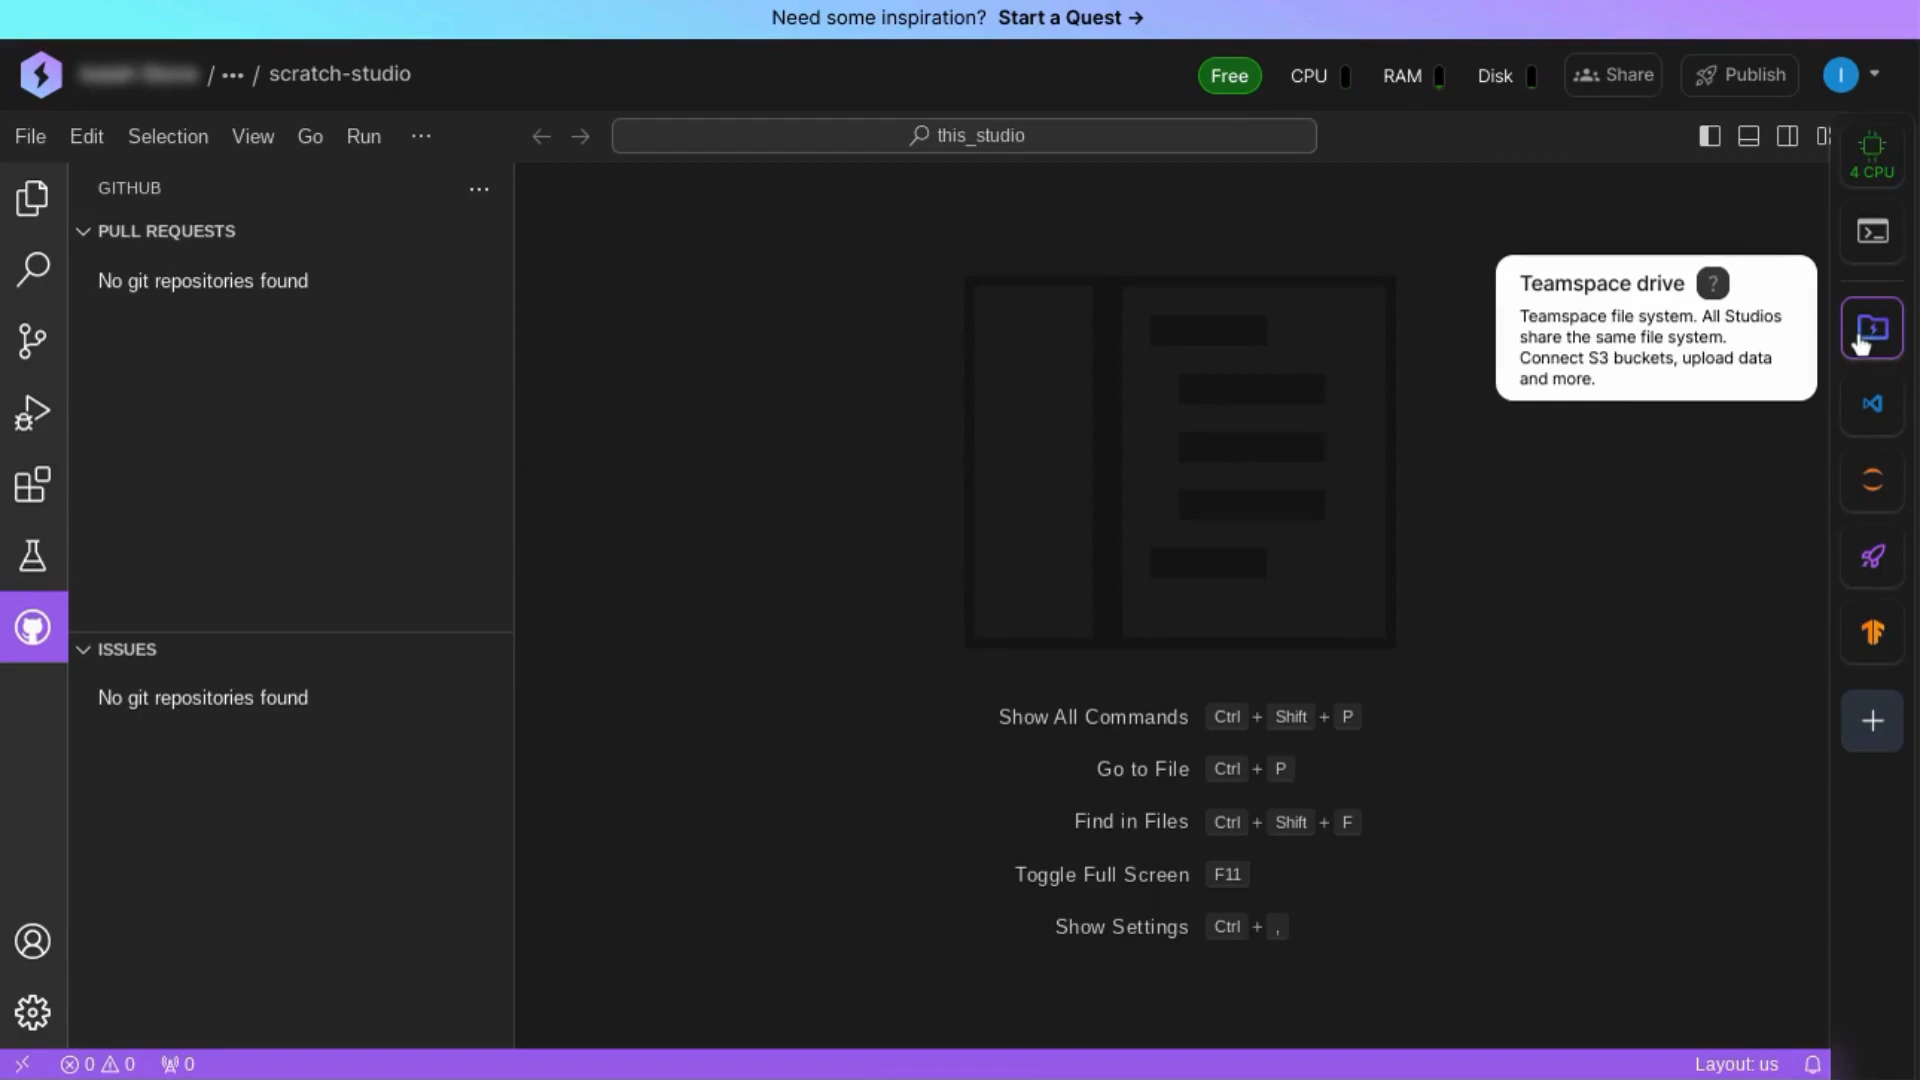 Need some inspiration? Start a Quest →
/ ··· / scratch-studio
Free CPU RAM Disk Share Publish I
File Edit Selection View Go Run ···
this_studio
4 CPU
GITHUB ···
PULL REQUESTS
No git repositories found
Teamspace drive ?
Teamspace file system. All Studios
share the same file system.
Connect S3 buckets, upload data
and more.
ISSUES
No git repositories found
Show All Commands Ctrl + Shift + P
Go to File Ctrl + P
Find in Files Ctrl + Shift + F
Toggle Full Screen F11
Show Settings Ctrl + ,
0 0 0
Layout: us